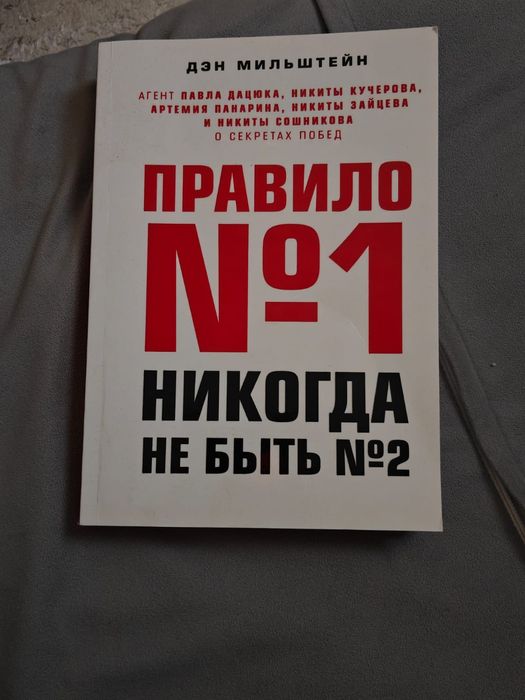 ДЭН МИЛЬШТЕЙН
АГЕНТ ПАВЛА ДАЦЮКА, НИКИТЫ КУЧЕРОВА,
АРТЕМИЯ ПАНАРИНА, НИКИТЫ ЗАЙЦЕВА
И НИКИТЫ СОШНИКОВА
О СЕКРЕТАХ ПОБЕД
ПРАВИЛО
№1
НИКОГДА
НЕ БЫТЬ №2